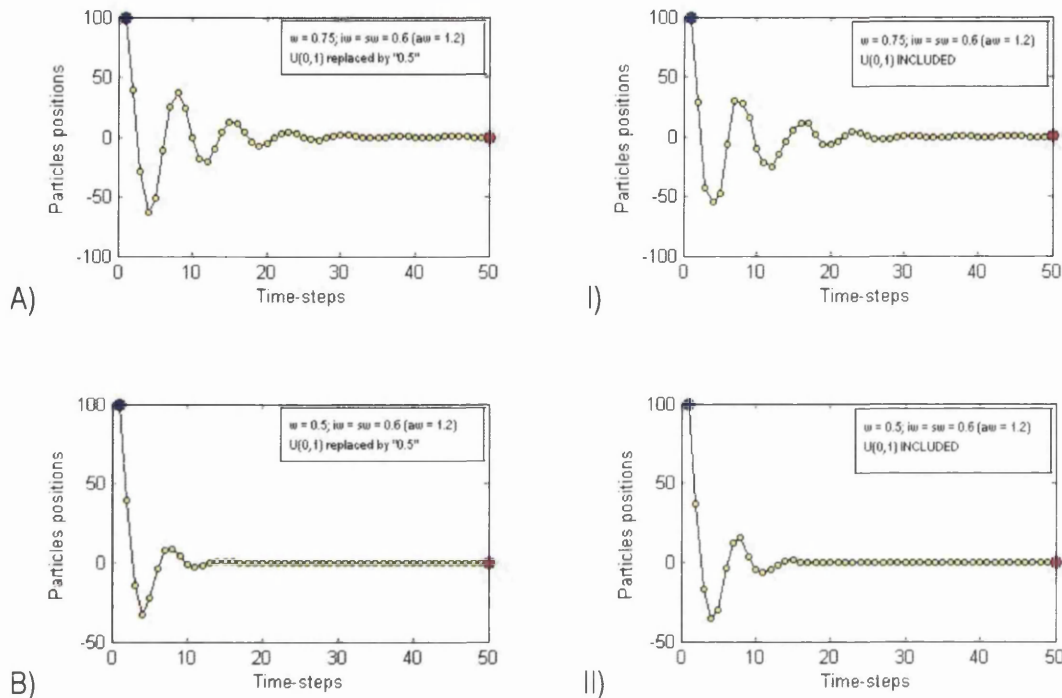 100
50
0
-50
-100
Particles positions
w = 0.75; iw = sw = 0.6 (aw = 1.2)
U(0,1) replaced by "0.5"
0 10 20 30 40 50
Time-steps
A)
100
50
0
-50
-100
Particles positions
w = 0.75; iw = sw = 0.6 (aw = 1.2)
U(0,1) INCLUDED
0 10 20 30 40 50
Time-steps
I)
100
50
0
-50
Particles positions
w = 0.5; iw = sw = 0.6 (aw = 1.2)
U(0,1) replaced by "0.5"
0 10 20 30 40 50
Time-steps
B)
100
50
0
-50
Particles positions
w = 0.5; iw = sw = 0.6 (aw = 1.2)
U(0,1) INCLUDED
0 10 20 30 40 50
Time-steps
II)